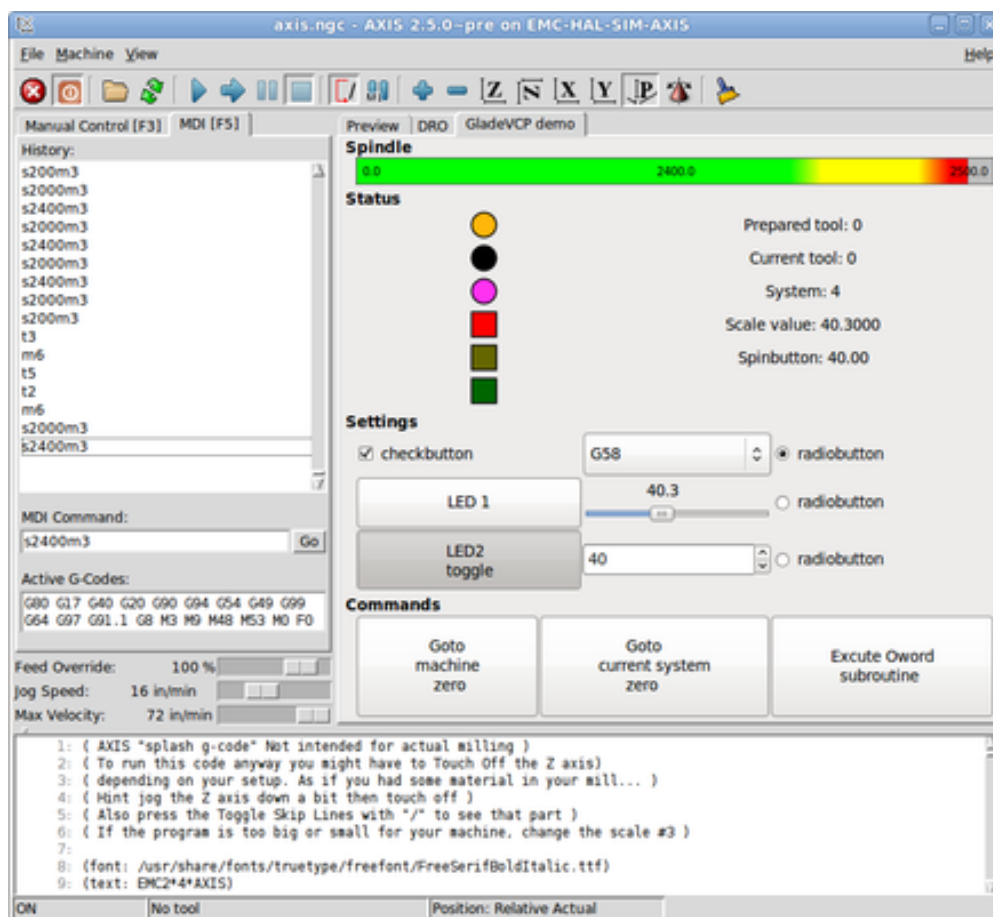 axis.ngc - AXIS 2.5.0~pre on EMC-HAL-SIM-AXIS
File Machine View Help
Z N X Y P
Manual Control [F3] MDI [F5]
History:
s200m3
s2000m3
s2400m3
s2000m3
s2400m3
s2000m3
s2400m3
s2000m3
s200m3
t3
m6
t5
t2
m6
s2000m3
s2400m3
MDI Command:
s2400m3 Go
Active G-Codes:
G80 G17 G40 G20 G90 G94 G54 G49 G99
G64 G97 G91.1 G8 M3 M9 M48 M53 M0 F0
Feed Override: 100 %
Jog Speed: 16 in/min
Max Velocity: 72 in/min
Preview DRO GladeVCP demo
Spindle
0.0 2400.0 2500.0
Status
Prepared tool: 0
Current tool: 0
System: 4
Scale value: 40.3000
Spinbutton: 40.00
Settings
checkbutton G58 radiobutton
LED 1 40.3 radiobutton
LED2
toggle
40 radiobutton
Commands
Goto
machine
zero
Goto
current system
zero
Excute Oword
subroutine
1: ( AXIS "splash g-code" Not intended for actual milling )
2: ( To run this code anyway you might have to Touch Off the Z axis)
3: ( depending on your setup. As if you had some material in your mill... )
4: ( Hint jog the Z axis down a bit then touch off )
5: ( Also press the Toggle Skip Lines with "/" to see that part )
6: ( If the program is too big or small for your machine, change the scale #3 )
7:
8: (font: /usr/share/fonts/truetype/freefont/FreeSerifBoldItalic.ttf)
9: (text: EMC2*4*AXIS)
ON No tool Position: Relative Actual